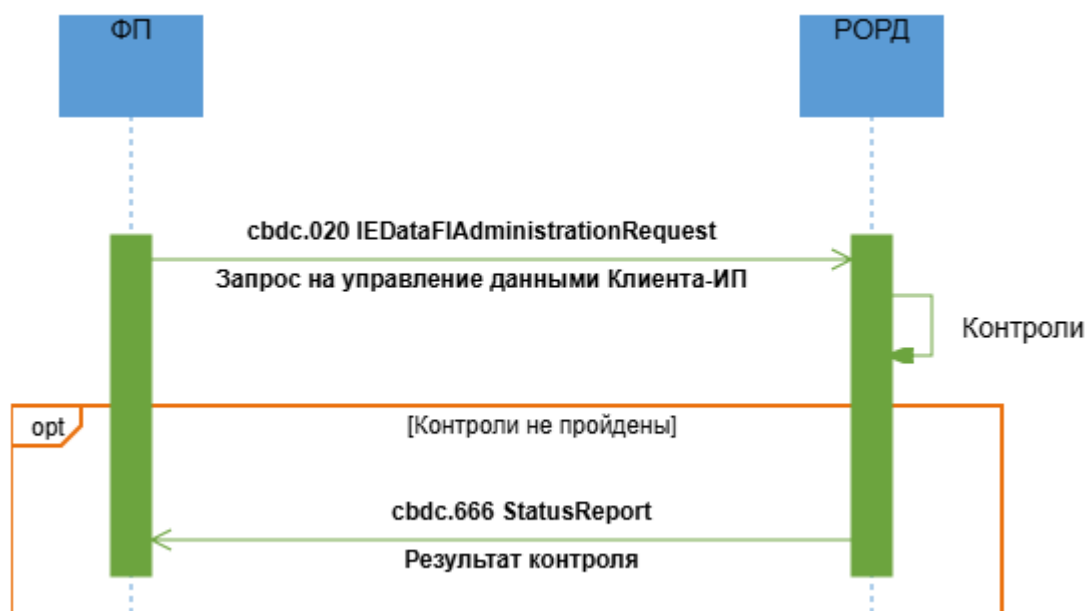 ФП
РОРД
cbdc.020 IEDataFIAdministrationRequest
Запрос на управление данными Клиента-ИП
Контроли
opt
[Контроли не пройдены]
cbdc.666 StatusReport
Результат контроля